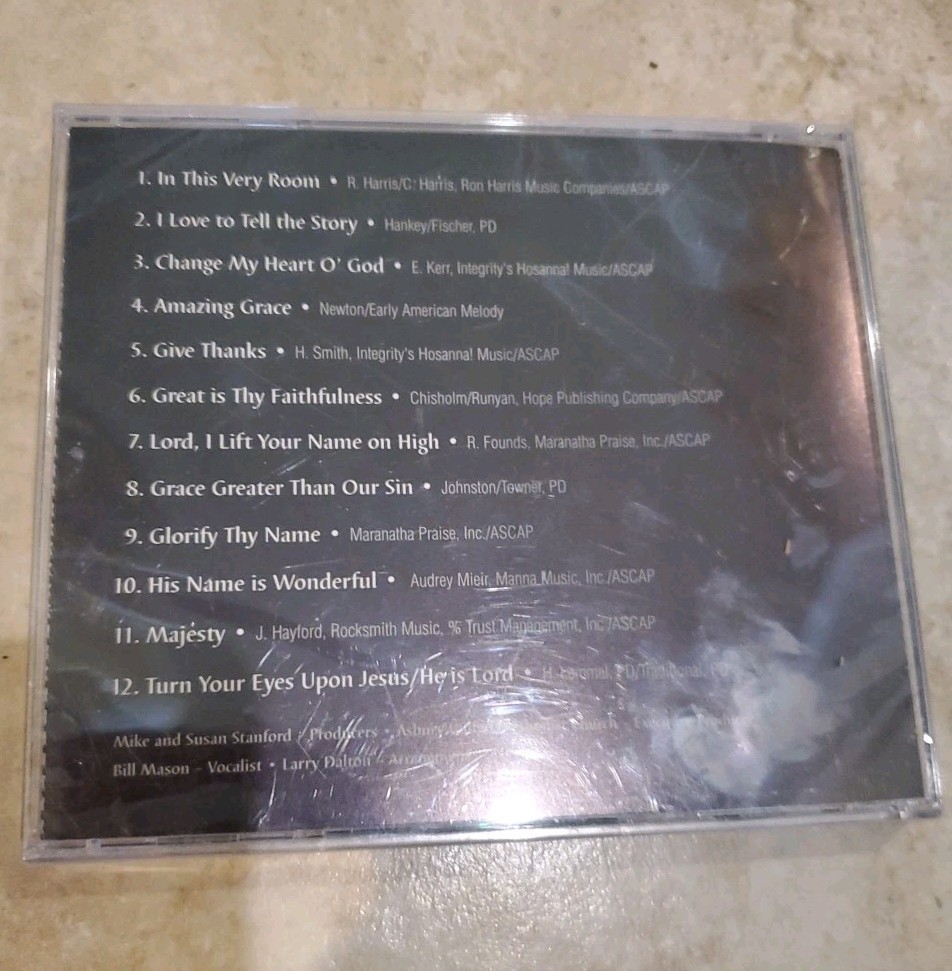 1. In This Very Room • R. Harris/C. Harris, Ron Harris Music Companies/ASCAP
2. I Love to Tell the Story • Hankey/Fischer, PD
3. Change My Heart O' God • E. Kerr, Integrity's Hosanna! Music/ASCAP
4. Amazing Grace • Newton/Early American Melody
5. Give Thanks • H. Smith, Integrity's Hosanna! Music/ASCAP
6. Great is Thy Faithfulness • Chisholm/Runyan, Hope Publishing Company/ASCAP
7. Lord, I Lift Your Name on High • R. Founds, Maranatha Praise, Inc./ASCAP
8. Grace Greater Than Our Sin • Johnston/Towner, PD
9. Glorify Thy Name • Maranatha Praise, Inc./ASCAP
10. His Name is Wonderful • Audrey Mieir, Manna Music, Inc./ASCAP
11. Majesty • J. Hayford, Rocksmith Music, % Trust Management, Inc./ASCAP
12. Turn Your Eyes Upon Jesus/He is Lord • PD/Traditional, PD
Mike and Susan Stanford / Producers •
Bill Mason – Vocalist • Larry Dalton –